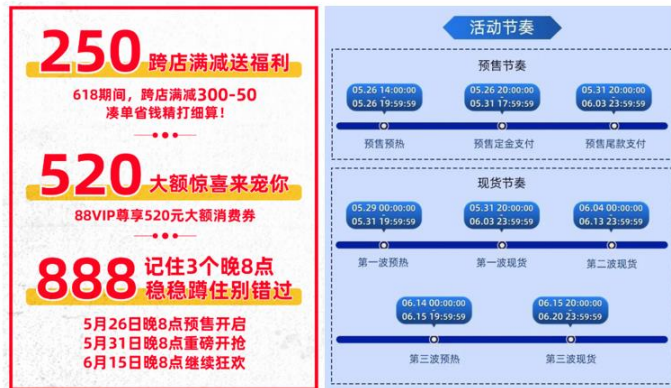 250 跨店满减送福利
618期间，跨店满减300-50
凑单省钱精打细算！
520 大额惊喜来宠你
88VIP尊享520元大额消费券
888 记住3个晚8点
稳稳蹲住别错过
5月26日晚8点预售开启
5月31日晚8点重磅开抢
6月15日晚8点继续狂欢
活动节奏
预售节奏
05.26 14:00:00
05.26 19:59:59
预售预热
05.26 20:00:00
05.31 17:59:59
预售定金支付
05.31 20:00:00
06.03 23:59:59
预售尾款支付
现货节奏
05.29 00:00:00
05.31 19:59:59
第一波预热
05.31 20:00:00
06.03 23:59:59
第一波现货
06.04 00:00:00
06.13 23:59:59
第二波现货
06.14 00:00:00
06.15 19:59:59
第三波预热
06.15 20:00:00
06.20 23:59:59
第三波现货